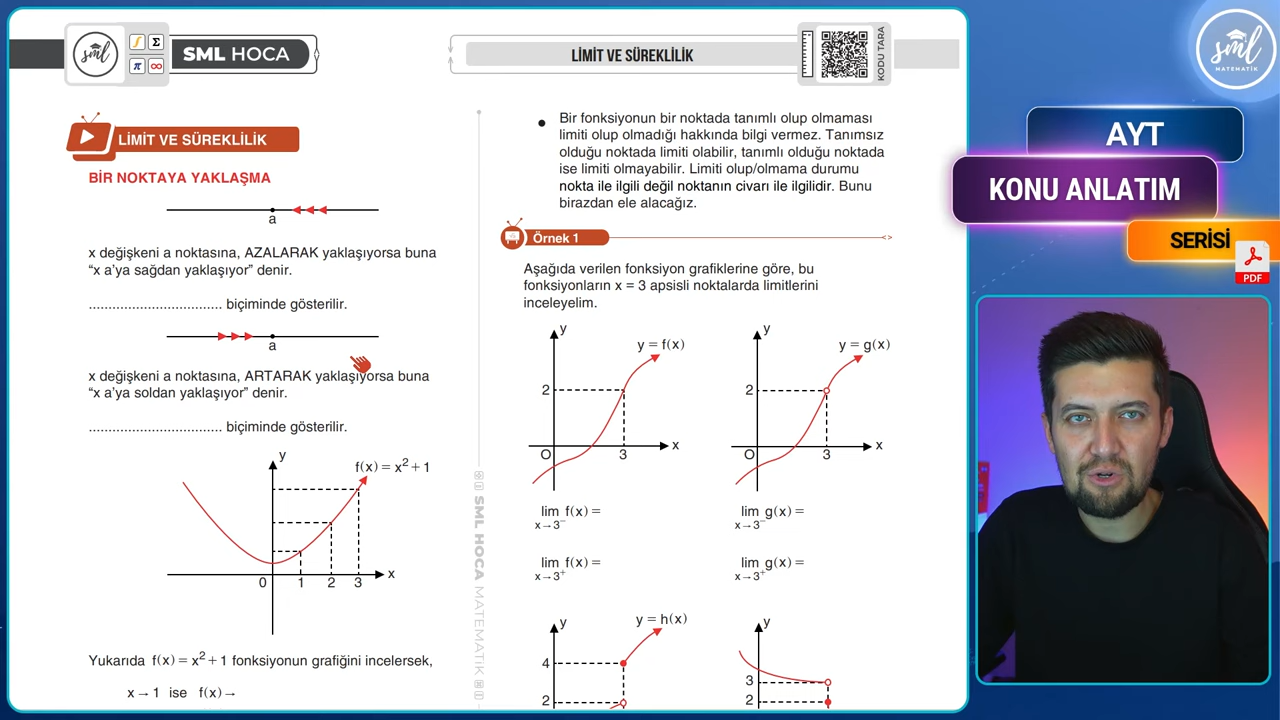 ∫ Σ
π ∞
SML HOCA
LİMİT VE SÜREKLİLİK
KODU TARA
LİMİT VE SÜREKLİLİK
BİR NOKTAYA YAKLAŞMA
a
x değişkeni a noktasına, AZALARAK yaklaşıyorsa buna
“x a’ya sağdan yaklaşıyor” denir.
.................................. biçiminde gösterilir.
a
x değişkeni a noktasına, ARTARAK yaklaşıyorsa buna
“x a’ya soldan yaklaşıyor” denir.
.................................. biçiminde gösterilir.
y
f(x) = x²+1
0 1 2 3 x
Yukarıda f(x) = x²+1 fonksiyonun grafiğini incelersek,
x→1 ise f(x)→
SML HOCA MATEMATİK
● Bir fonksiyonun bir noktada tanımlı olup olmaması
limiti olup olmadığı hakkında bilgi vermez. Tanımsız
olduğu noktada limiti olabilir, tanımlı olduğu noktada
ise limiti olmayabilir. Limiti olup/olmama durumu
nokta ile ilgili değil noktanın civarı ile ilgilidir. Bunu
birazdan ele alacağız.
Örnek 1
Aşağıda verilen fonksiyon grafiklerine göre, bu
fonksiyonların x = 3 apsisli noktalarda limitlerini
inceleyelim.
y
y = f(x)
2
O 3 x
y
y = g(x)
2
O 3 x
lim f(x) =
x→3⁻
lim g(x) =
x→3⁻
lim f(x) =
x→3⁺
lim g(x) =
x→3⁺
y
y = h(x)
4
2
y
3
2
sml
MATEMATİK
AYT
KONU ANLATIM
SERİSİ
PDF